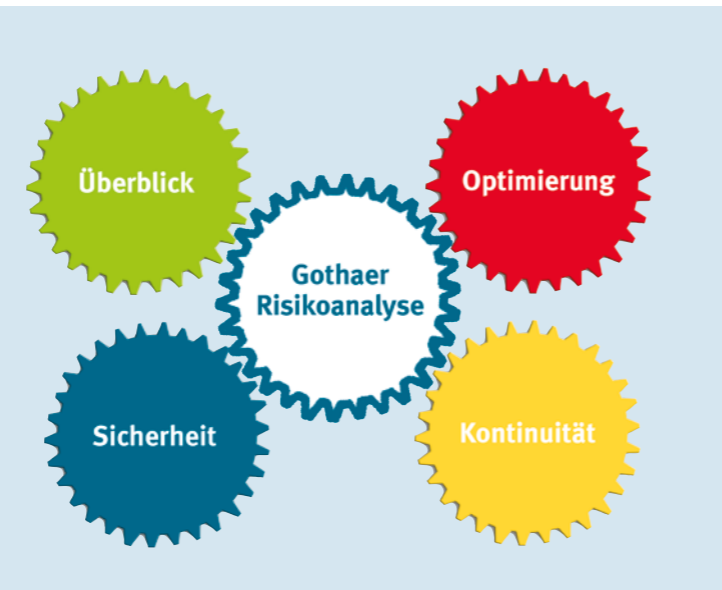 Überblick
Optimierung
Gothaer
Risikoanalyse
Sicherheit
Kontinuität